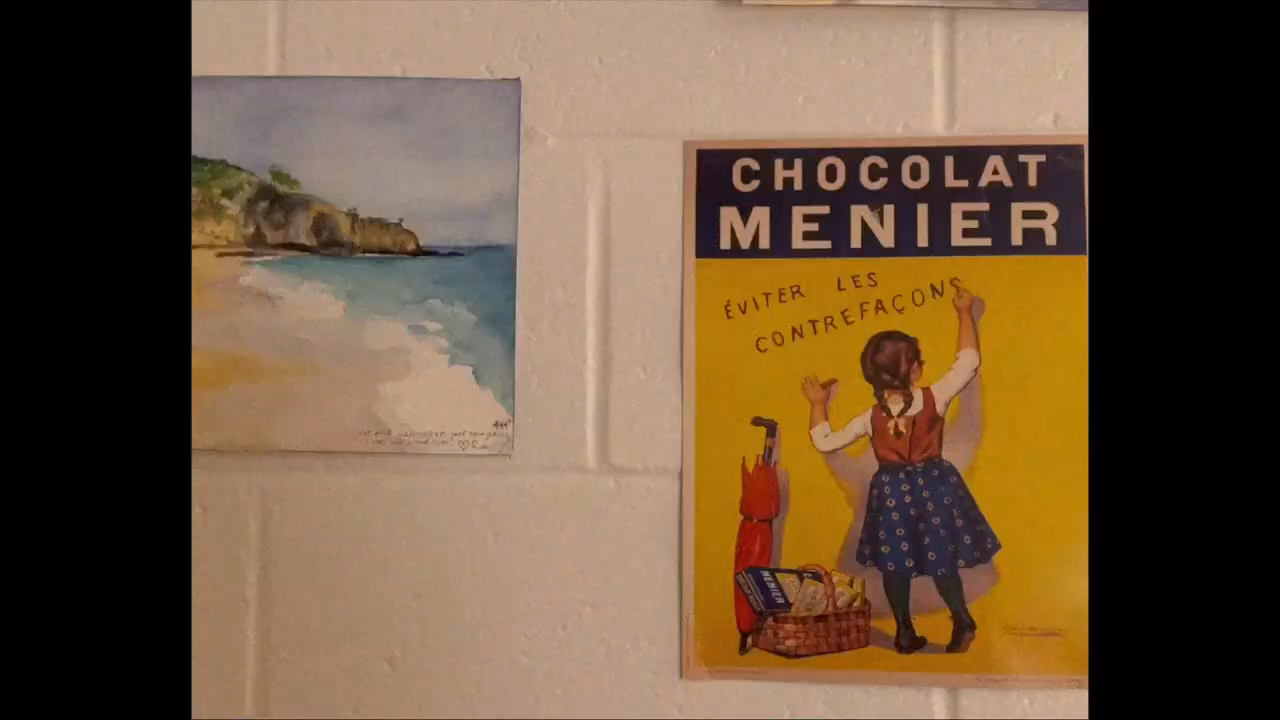 CHOCOLAT
MENIER
ÉVITER LES
CONTREFAÇONS
MENIER